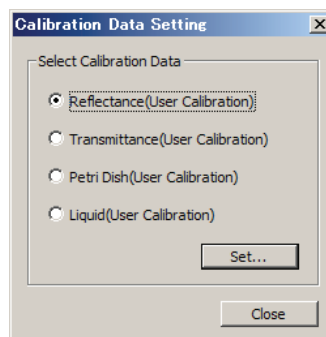 Calibration Data Setting
Select Calibration Data
Reflectance(User Calibration)
Transmittance(User Calibration)
Petri Dish(User Calibration)
Liquid(User Calibration)
Set...
Close